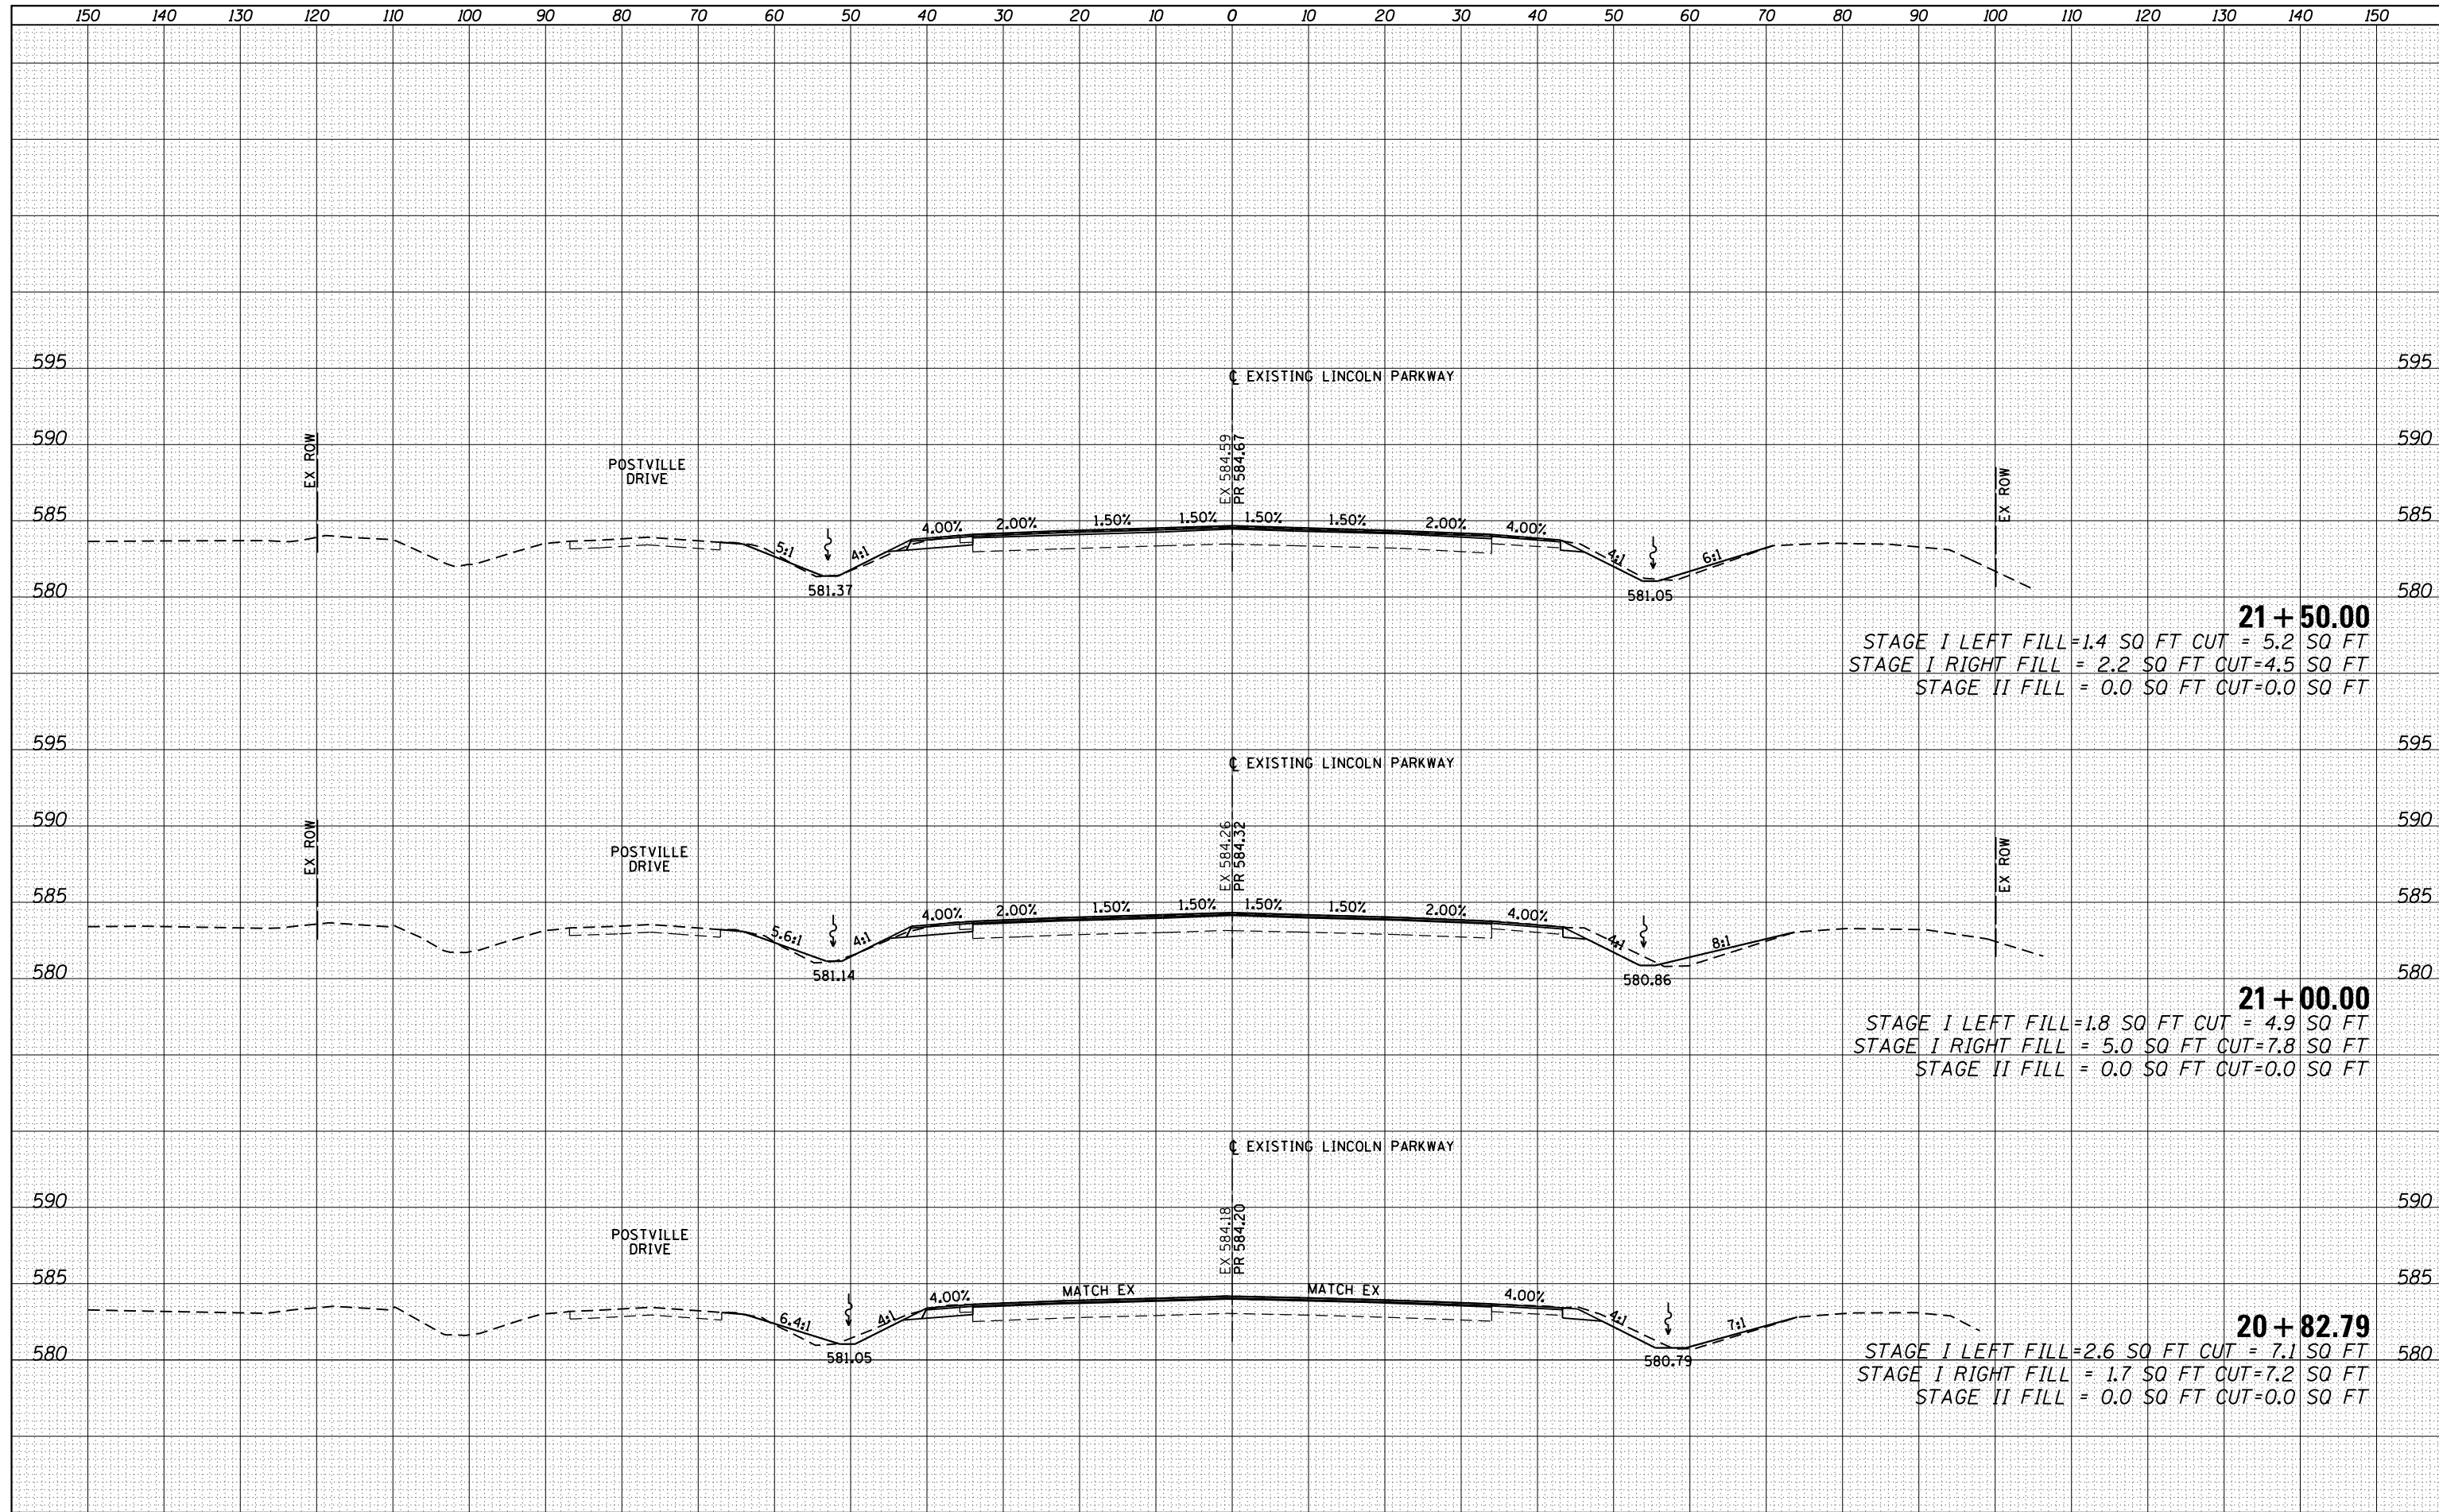 150 140 130 120 110 100 90 80 70 60 50 40 30 20 10 0 10 20 30 40 50 60 70 80 90 100 110 120 130 140 150
595 595
℄ EXISTING LINCOLN PARKWAY
590 590
EX ROW
POSTVILLE
DRIVE
EX 584.59
PR 584.67
EX ROW
585 585
4.00% 2.00% 1.50% 1.50% 1.50% 1.50% 2.00% 4.00%
5:1 4:1 4:1 6:1
580 581.37 581.05 580
21+50.00
STAGE I LEFT FILL=1.4 SQ FT CUT = 5.2 SQ FT
STAGE I RIGHT FILL = 2.2 SQ FT CUT=4.5 SQ FT
STAGE II FILL = 0.0 SQ FT CUT=0.0 SQ FT
595 595
℄ EXISTING LINCOLN PARKWAY
590 590
EX ROW
POSTVILLE
DRIVE
EX 584.26
PR 584.32
EX ROW
585 585
4.00% 2.00% 1.50% 1.50% 1.50% 1.50% 2.00% 4.00%
5.6:1 4:1 4:1 8:1
580 581.14 580.86 580
21+00.00
STAGE I LEFT FILL=1.8 SQ FT CUT = 4.9 SQ FT
STAGE I RIGHT FILL = 5.0 SQ FT CUT=7.8 SQ FT
STAGE II FILL = 0.0 SQ FT CUT=0.0 SQ FT
℄ EXISTING LINCOLN PARKWAY
590 590
POSTVILLE
DRIVE
EX 584.18
PR 584.20
585 585
4.00% MATCH EX MATCH EX 4.00%
6.4:1 4:1 4:1 7:1
580 581.05 580.79 580
20+82.79
STAGE I LEFT FILL=2.6 SQ FT CUT = 7.1 SQ FT
STAGE I RIGHT FILL = 1.7 SQ FT CUT=7.2 SQ FT
STAGE II FILL = 0.0 SQ FT CUT=0.0 SQ FT